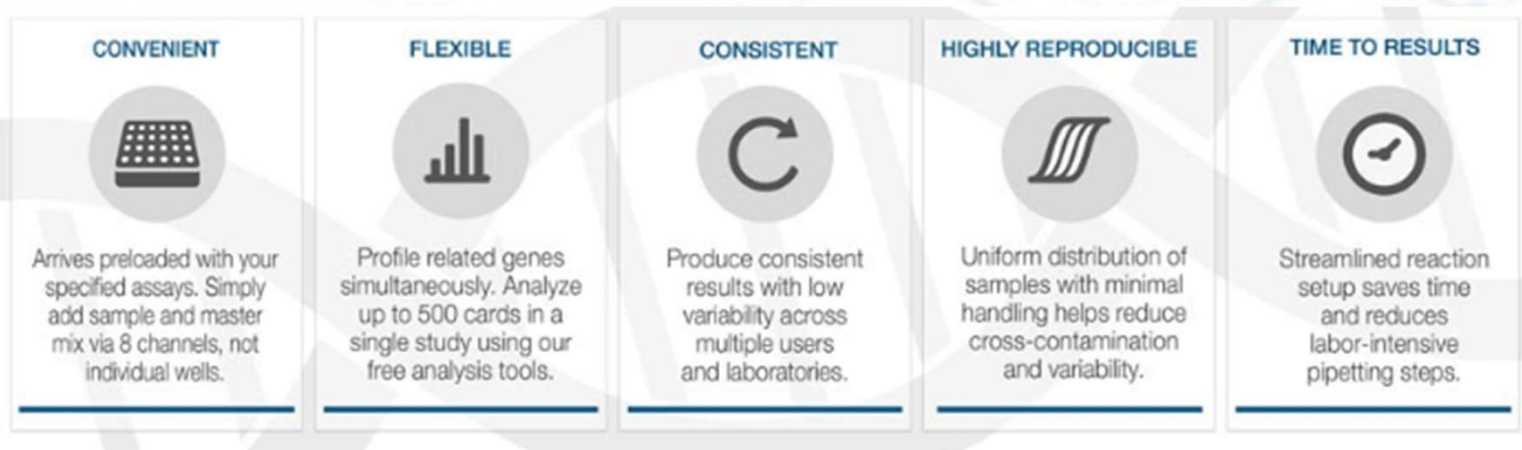 CONVENIENT
Arrives preloaded with your
specified assays. Simply
add sample and master
mix via 8 channels, not
individual wells.
FLEXIBLE
Profile related genes
simultaneously. Analyze
up to 500 cards in a
single study using our
free analysis tools.
CONSISTENT
Produce consistent
results with low
variability across
multiple users
and laboratories.
HIGHLY REPRODUCIBLE
Uniform distribution of
samples with minimal
handling helps reduce
cross-contamination
and variability.
TIME TO RESULTS
Streamlined reaction
setup saves time
and reduces
labor-intensive
pipetting steps.